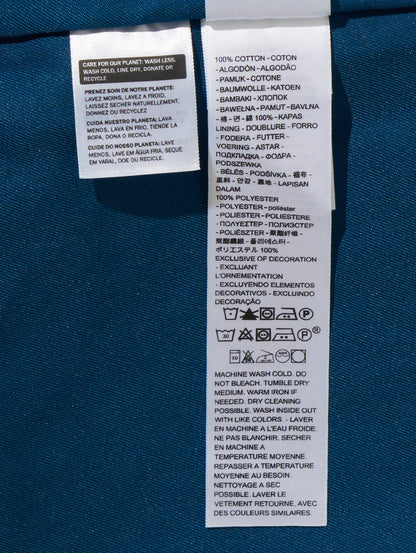 CARE FOR OUR PLANET: WASH LESS,
WASH COLD, LINE DRY, DONATE OR
RECYCLE
PRENEZ SOIN DE NOTRE PLANETE:
LAVEZ MOINS, LAVEZ A FROID,
LAISSEZ SECHER NATURELLEMENT,
DONNEZ OU RECYCLEZ
CUIDA NUESTRO PLANETA: LAVA
MENOS, LAVA EN FRIO, TIENDE LA
ROPA, DONA O RECICLA.
CUIDE DO NOSSO PLANETA: LAVE
MENOS, LAVE EM ÁGUA FRIA, SEQUE
EM VARAL, DOE OU RECICLE.
100% COTTON - COTON
- ALGODÓN - ALGODÃO
- PAMUK - COTONE
- BAUMWOLLE - KATOEN
- BAMBAKI - ХЛОПОК
- BAWEŁNA - PAMUT - BAVLNA
- 棉 - 면 - 綿 100% - KAPAS
LINING - DOUBLURE - FORRO
- FODERA - FUTTER -
VOERING - ASTAR -
ПОДКЛАДКА - ΦΟΔΡΑ -
PODSZEWKA
- BÉLÉS - PODŠÍVKA - 裡布 -
里料 - 안감 - 裏地 - LAPISAN
DALAM
100% POLYESTER
- POLYESTER - poliéster
- POLIESTER - POLIESTERE
- ПОЛУЕΣТЕР - ПОЛИЭСТЕР
- POLIÉSZTER - 聚酯纤维 -
聚酯纖維 - 폴리에스터 -
ポリエステル 100%
EXCLUSIVE OF DECORATION
- EXCLUANT
L'ORNEMENTATION
- EXCLUYENDO ELEMENTOS
DECORATIVOS - EXCLUINDO
DECORAÇÃO
P
30 P ®
30
MACHINE WASH COLD. DO
NOT BLEACH. TUMBLE DRY
MEDIUM. WARM IRON IF
NEEDED. DRY CLEANING
POSSIBLE. WASH INSIDE OUT
WITH LIKE COLORS. - LAVER
EN MACHINE A L'EAU FROIDE.
NE PAS BLANCHIR. SECHER
EN MACHINE A
TEMPERATURE MOYENNE.
REPASSER A TEMPERATURE
MOYENNE AU BESOIN.
NETTOYAGE A SEC
POSSIBLE. LAVER LE
VETEMENT RETOURNE, AVEC
DES COULEURS SIMILAIRES.